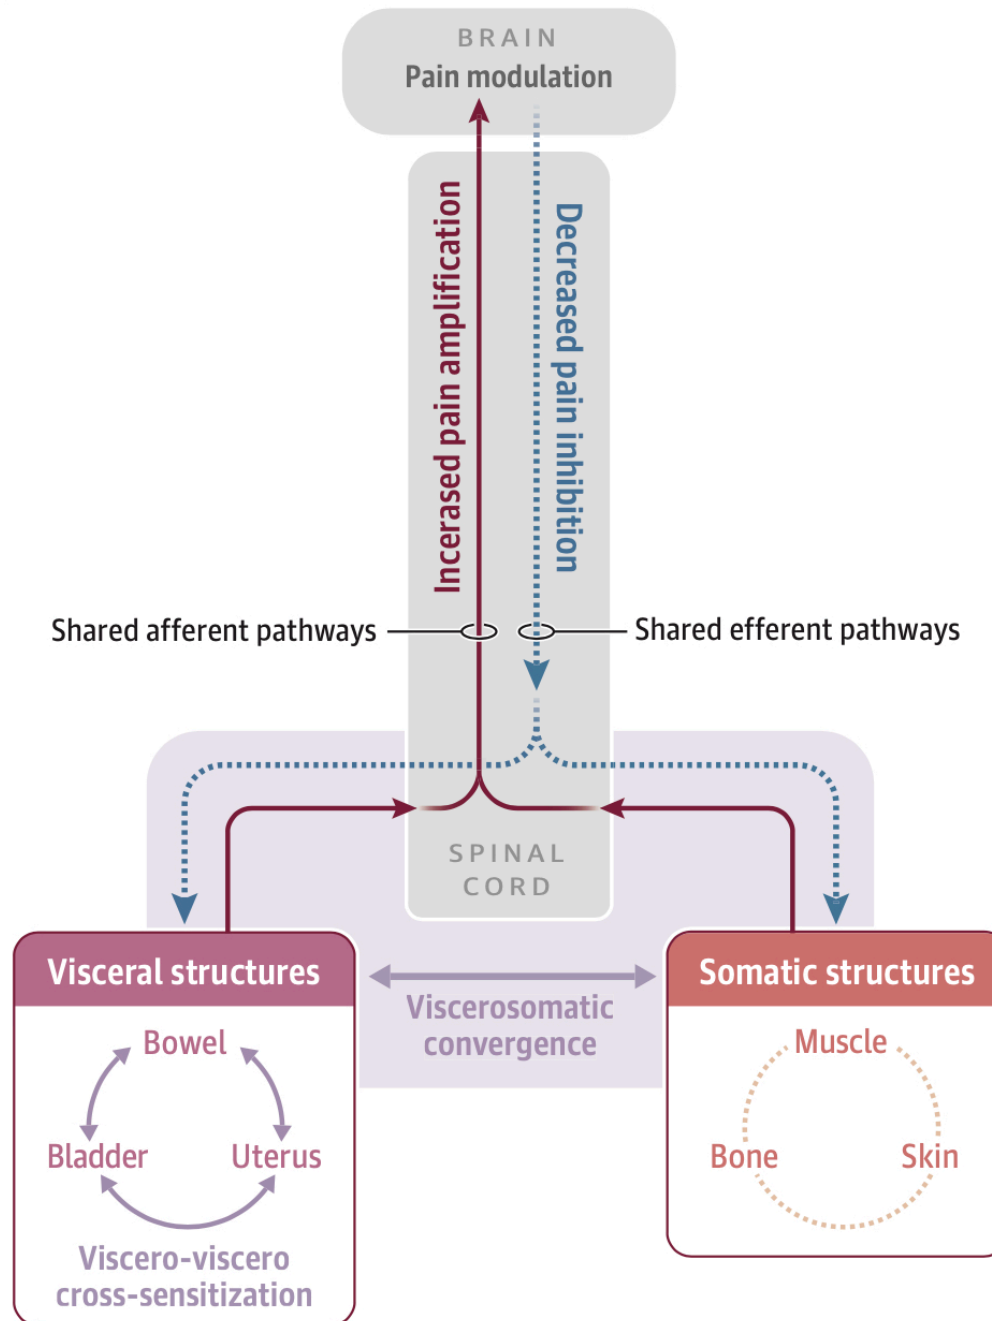 BRAIN
Pain modulation
Incerased pain amplification
Decreased pain inhibition
Shared afferent pathways
Shared efferent pathways
SPINAL
CORD
Visceral structures
Somatic structures
Viscerosomatic
convergence
Bowel
Bladder
Uterus
Viscero-viscero
cross-sensitization
Muscle
Bone
Skin